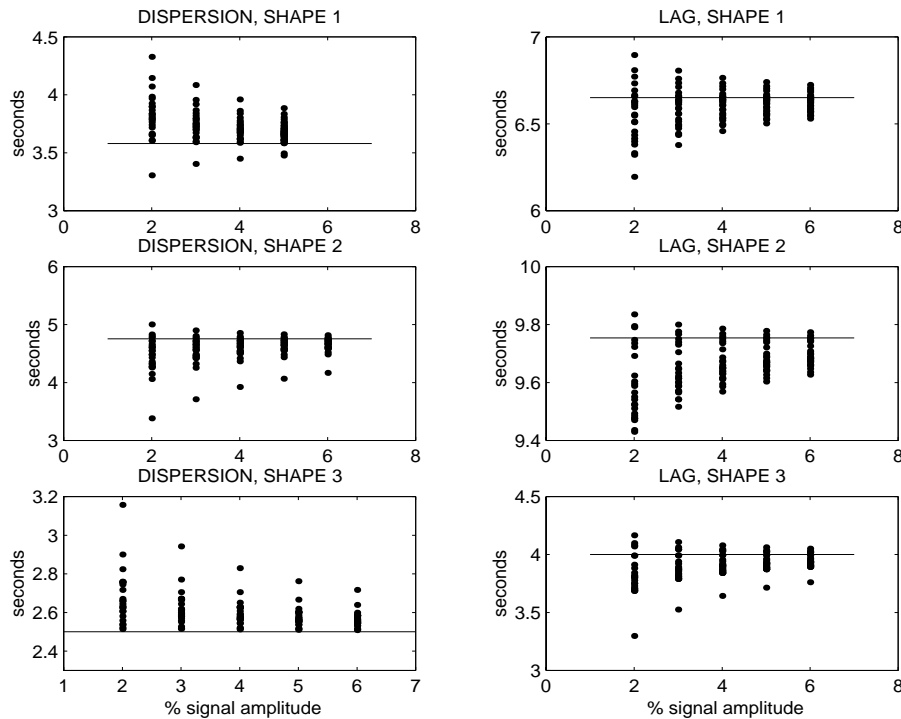 DISPERSION, SHAPE 1
4.5
4
3.5
3
seconds
0 2 4 6 8
LAG, SHAPE 1
7
6.5
6
seconds
0 2 4 6 8
DISPERSION, SHAPE 2
6
5
4
3
seconds
0 2 4 6 8
LAG, SHAPE 2
10
9.8
9.6
9.4
seconds
0 2 4 6 8
DISPERSION, SHAPE 3
3.2
3
2.8
2.6
2.4
seconds
1 2 3 4 5 6 7
% signal amplitude
LAG, SHAPE 3
4.5
4
3.5
3
seconds
0 2 4 6 8
% signal amplitude